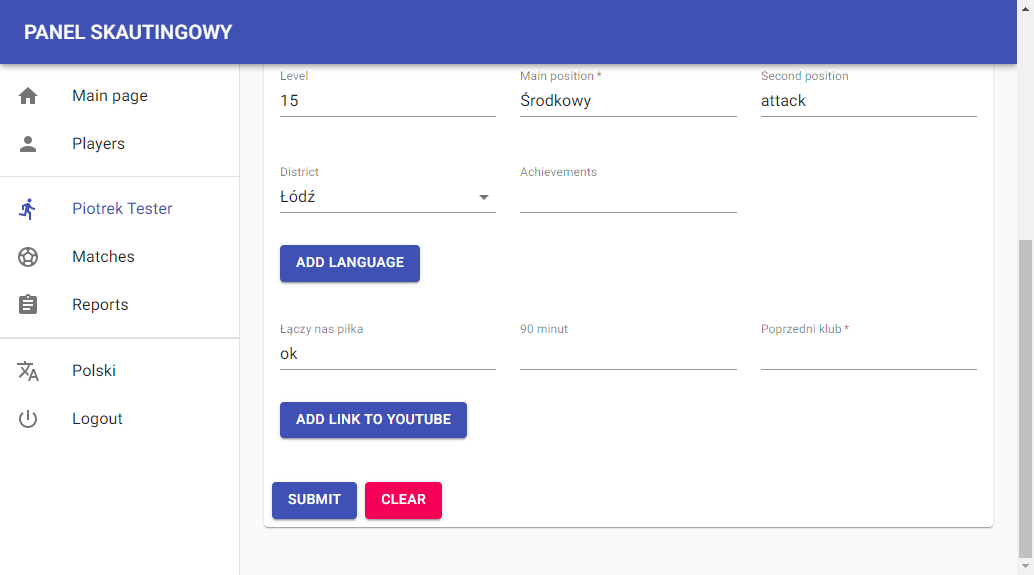 PANEL SKAUTINGOWY
Main page
Players
Piotrek Tester
Matches
Reports
Polski
Logout
Level Main position * Second position
15 Środkowy attack
District Achievements
Łódź
ADD LANGUAGE
Łączy nas piłka 90 minut Poprzedni klub *
ok
ADD LINK TO YOUTUBE
SUBMIT CLEAR